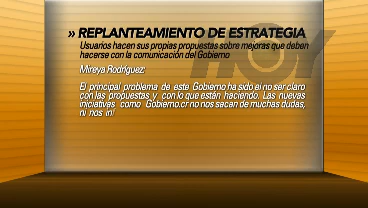 » REPLANTEAMIENTO DE ESTRATEGIA
Usuarios hacen sus propias propuestas sobre mejoras que deben
hacerse con la comunicación del Gobierno
Mireya Rodríguez:
El principal problema de este Gobierno ha sido el no ser claro
con las propuestas y con lo que están haciendo. Las nuevas
iniciativas como Gobierno.cr no nos sacan de muchas dudas,
ni nos in!
HOY